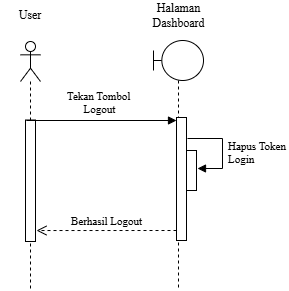 User
Halaman
Dashboard
Tekan Tombol
Logout
Hapus Token
Login
Berhasil Logout